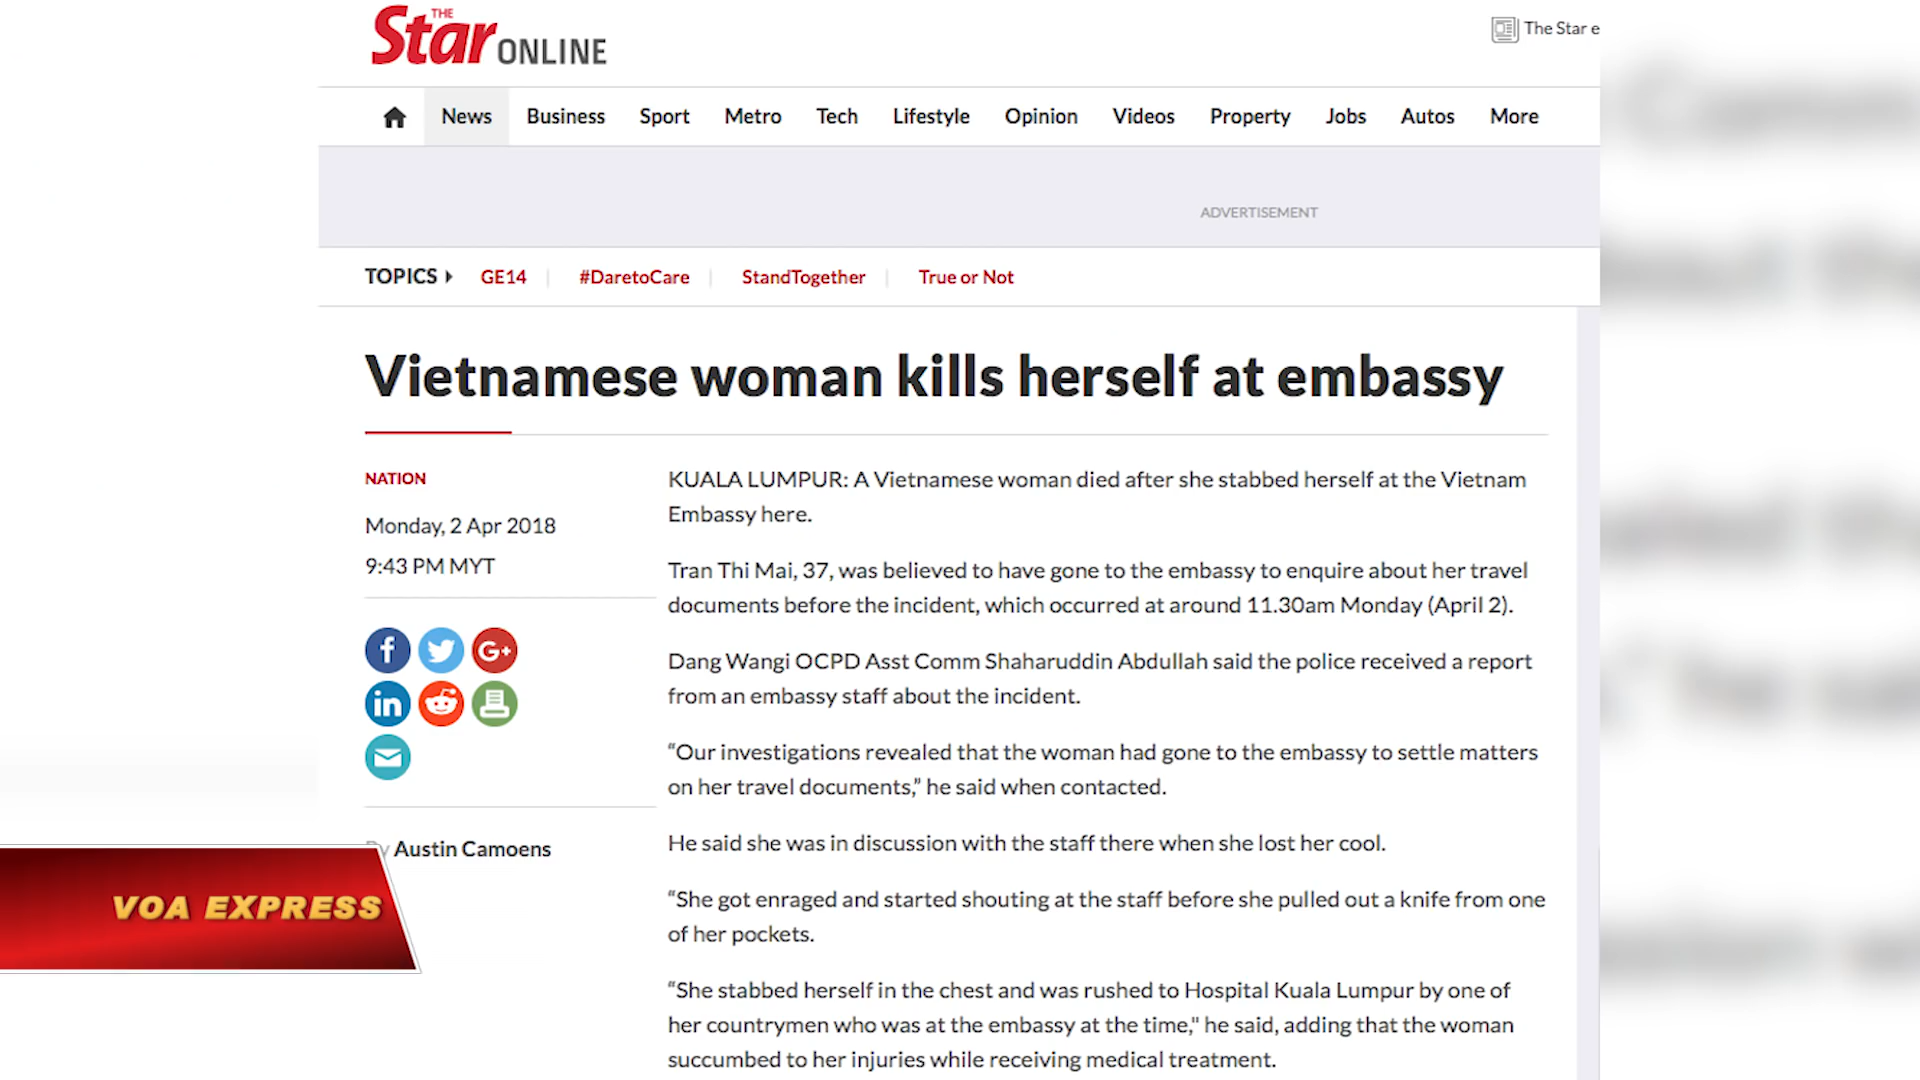 THE
Star ONLINE
The Star e
News Business Sport Metro Tech Lifestyle Opinion Videos Property Jobs Autos More
ADVERTISEMENT
TOPICS GE14 #DaretoCare StandTogether True or Not
Vietnamese woman kills herself at embassy
NATION
Monday, 2 Apr 2018
9:43 PM MYT
By Austin Camoens
KUALA LUMPUR: A Vietnamese woman died after she stabbed herself at the Vietnam
Embassy here.
Tran Thi Mai, 37, was believed to have gone to the embassy to enquire about her travel
documents before the incident, which occurred at around 11.30am Monday (April 2).
Dang Wangi OCPD Asst Comm Shaharuddin Abdullah said the police received a report
from an embassy staff about the incident.
“Our investigations revealed that the woman had gone to the embassy to settle matters
on her travel documents,” he said when contacted.
He said she was in discussion with the staff there when she lost her cool.
“She got enraged and started shouting at the staff before she pulled out a knife from one
of her pockets.
“She stabbed herself in the chest and was rushed to Hospital Kuala Lumpur by one of
her countrymen who was at the embassy at the time," he said, adding that the woman
succumbed to her injuries while receiving medical treatment.
VOA EXPRESS